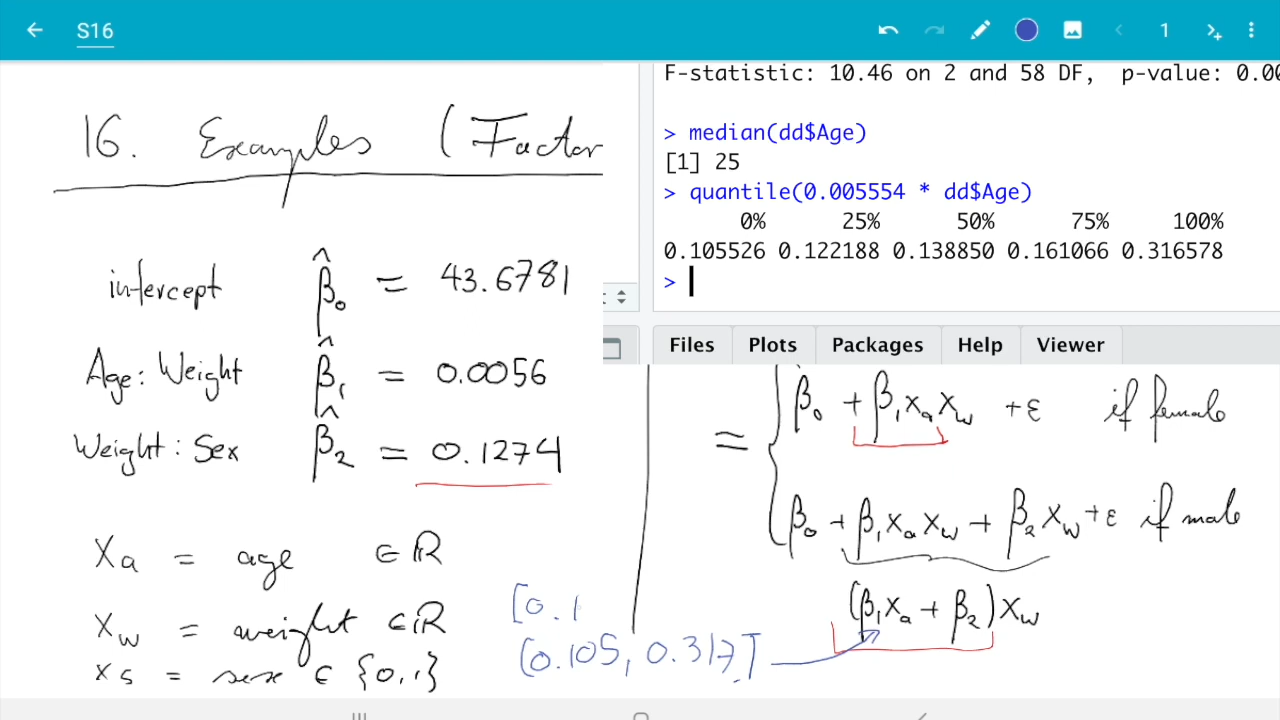 S16
1
16. Examples (Factor
intercept β̂₀ = 43.6781
Age: Weight β̂₁ = 0.0056
Weight: Sex β̂₂ = 0.1274
Xa = age ∈ ℝ
Xw = weight ∈ ℝ
xs = sex ∈ {0,1}
[0.1
[0.105, 0.317]
F-statistic: 10.46 on 2 and 58 DF, p-value: 0.00
> median(dd$Age)
[1] 25
> quantile(0.005554 * dd$Age)
0% 25% 50% 75% 100%
0.105526 0.122188 0.138850 0.161066 0.316578
>
Files Plots Packages Help Viewer
= { β₀ + β₁xₐx_w + ε if female
β₀ + β₁xₐx_w + β₂x_w + ε if male
(β₁xₐ + β₂)x_w